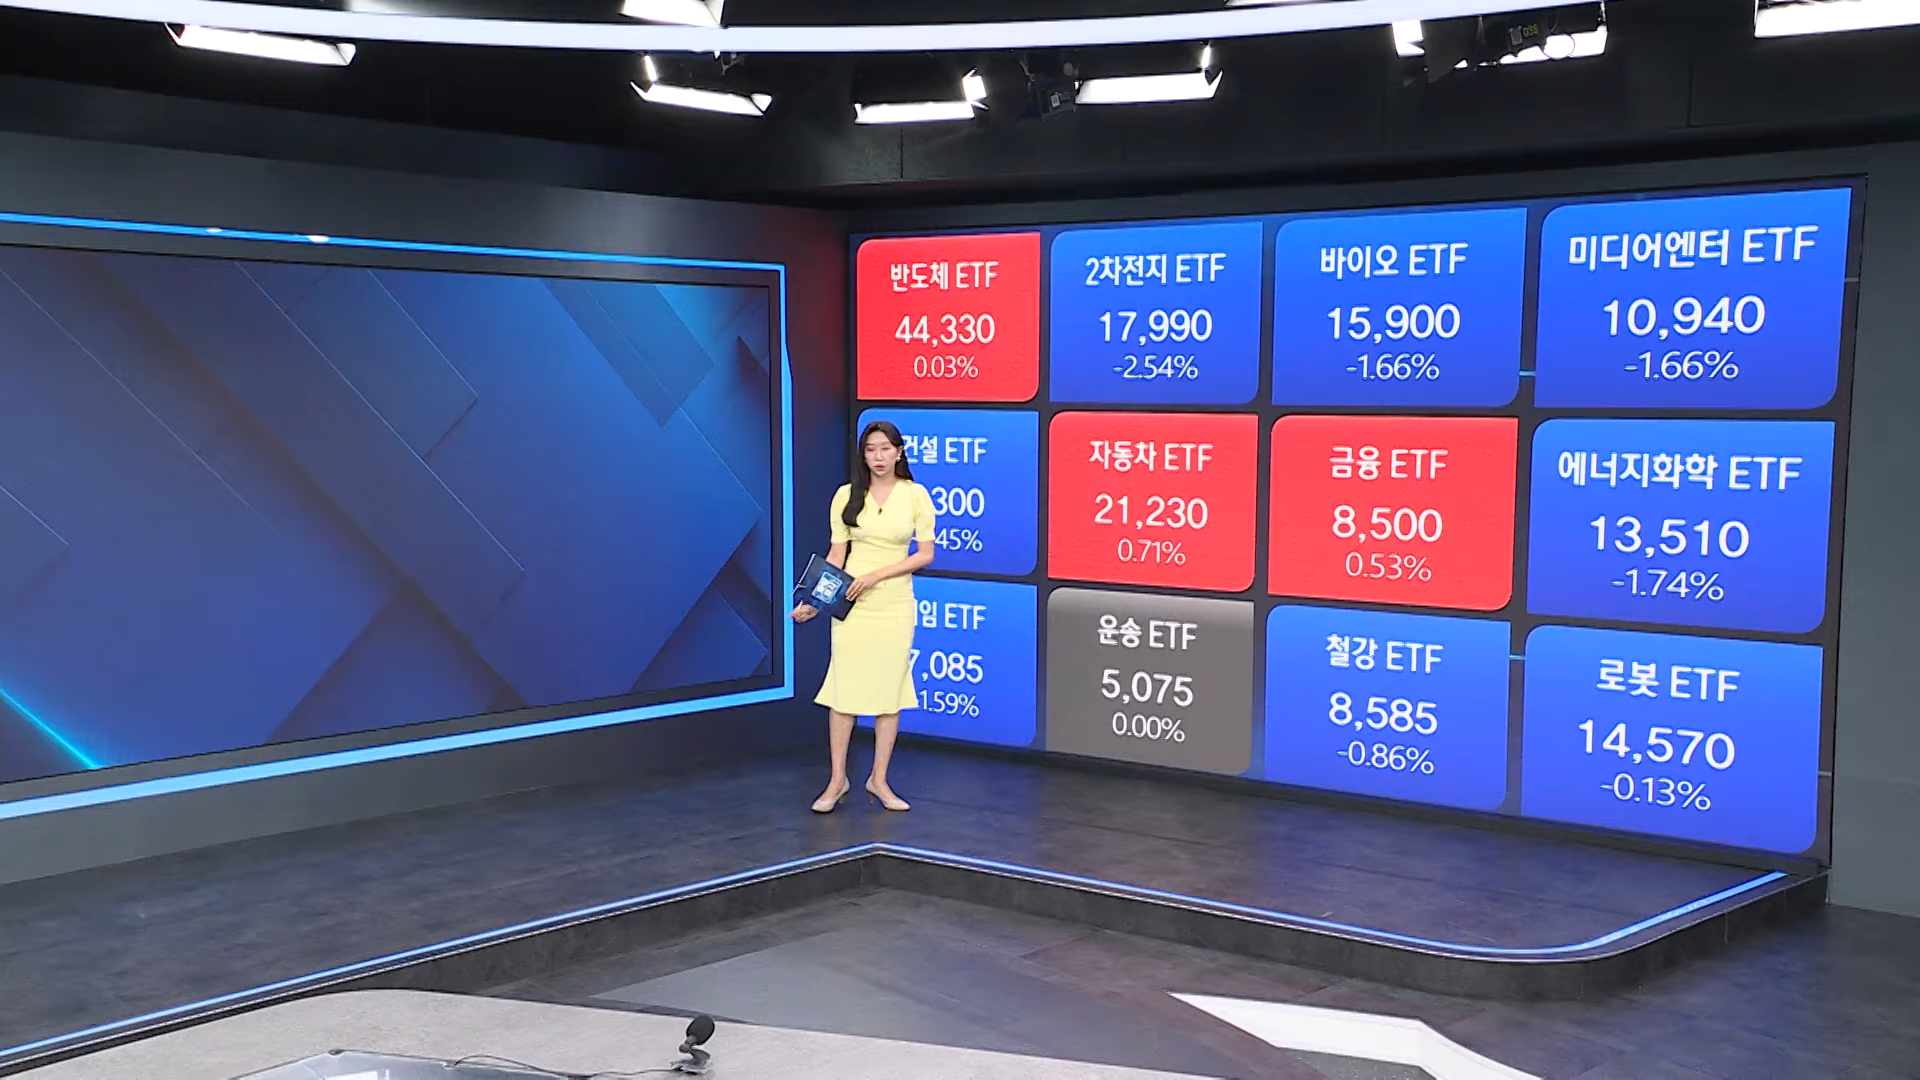 반도체 ETF
44,330
0.03%
2차전지 ETF
17,990
-2.54%
바이오 ETF
15,900
-1.66%
미디어엔터 ETF
10,940
-1.66%
건설 ETF
300
45%
자동차 ETF
21,230
0.71%
금융 ETF
8,500
0.53%
에너지화학 ETF
13,510
-1.74%
임 ETF
7,085
-1.59%
운송 ETF
5,075
0.00%
철강 ETF
8,585
-0.86%
로봇 ETF
14,570
-0.13%